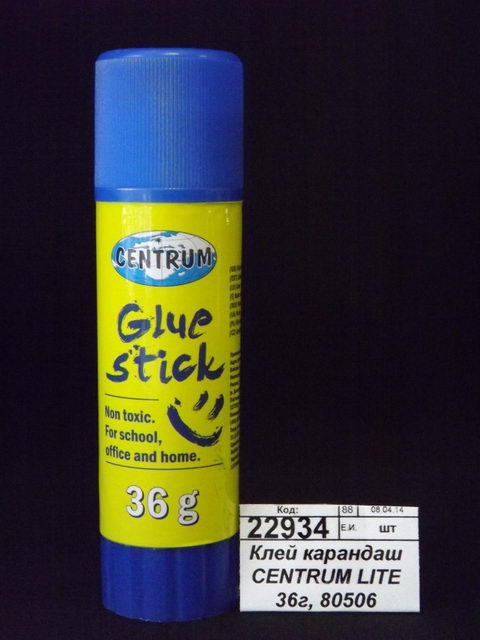 CENTRUM
Glue
stick
Non toxic.
For school,
office and home.
36 g
Код: 88 08.04.14
22934 Е.И. шт
Клей карандаш
CENTRUM LITE
36г, 80506